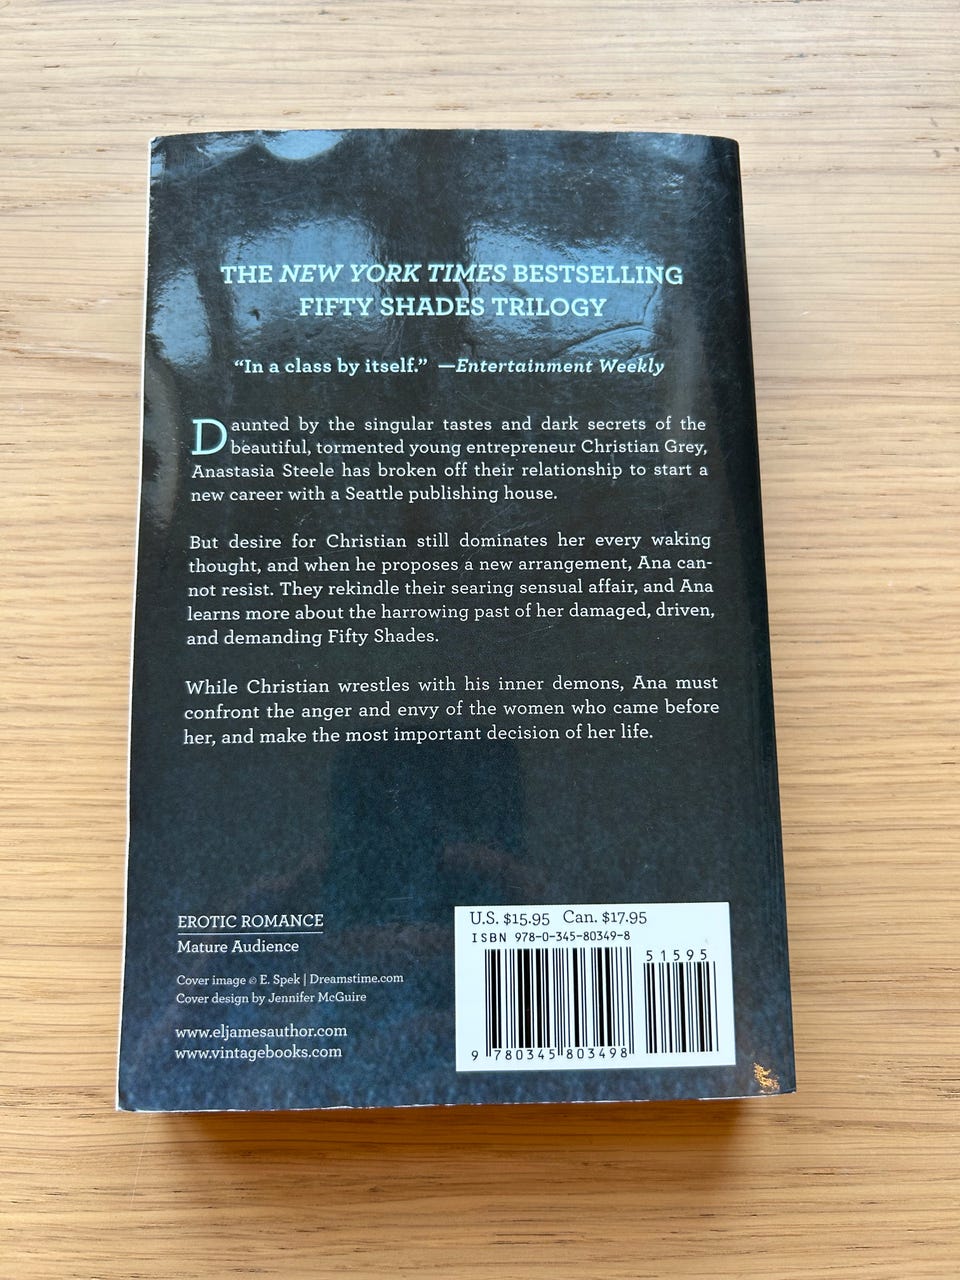 THE NEW YORK TIMES BESTSELLING
FIFTY SHADES TRILOGY
“In a class by itself.” —Entertainment Weekly
Daunted by the singular tastes and dark secrets of the
beautiful, tormented young entrepreneur Christian Grey,
Anastasia Steele has broken off their relationship to start a
new career with a Seattle publishing house.
But desire for Christian still dominates her every waking
thought, and when he proposes a new arrangement, Ana can-
not resist. They rekindle their searing sensual affair, and Ana
learns more about the harrowing past of her damaged, driven,
and demanding Fifty Shades.
While Christian wrestles with his inner demons, Ana must
confront the anger and envy of the women who came before
her, and make the most important decision of her life.
EROTIC ROMANCE
Mature Audience
Cover image © E. Spek | Dreamstime.com
Cover design by Jennifer McGuire
www.eljamesauthor.com
www.vintagebooks.com
U.S. $15.95 Can. $17.95
ISBN 978-0-345-80349-8
51595
9 780345 803498